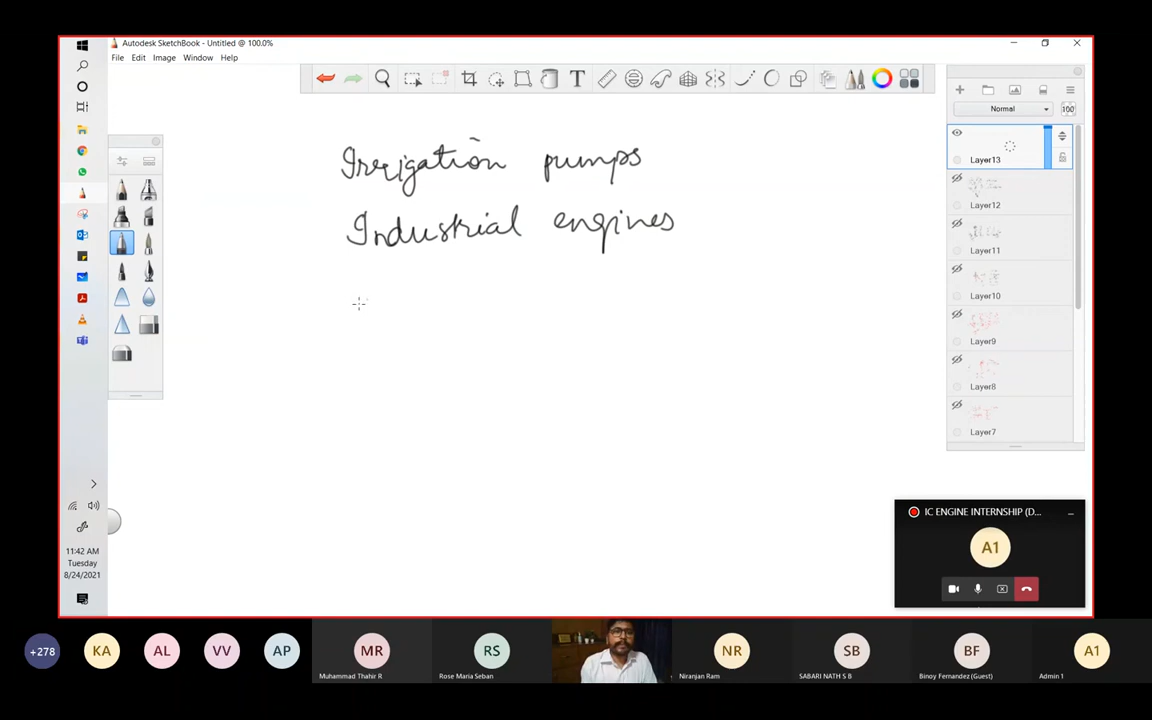 Autodesk SketchBook - Untitled @ 100.0%
File Edit Image Window Help
Normal
100
Layer13
Layer12
Layer11
Layer10
Layer9
Layer8
Layer7
Irrigation pumps
Industrial engines
11:42 AM
Tuesday
8/24/2021
IC ENGINE INTERNSHIP (D...
A1
+278 KA AL VV AP MR RS NR SB BF A1
Muhammad Thahir R Rose Maria Seban Niranjan Ram SABARI NATH S B Binoy Fernandez (Guest) Admin 1